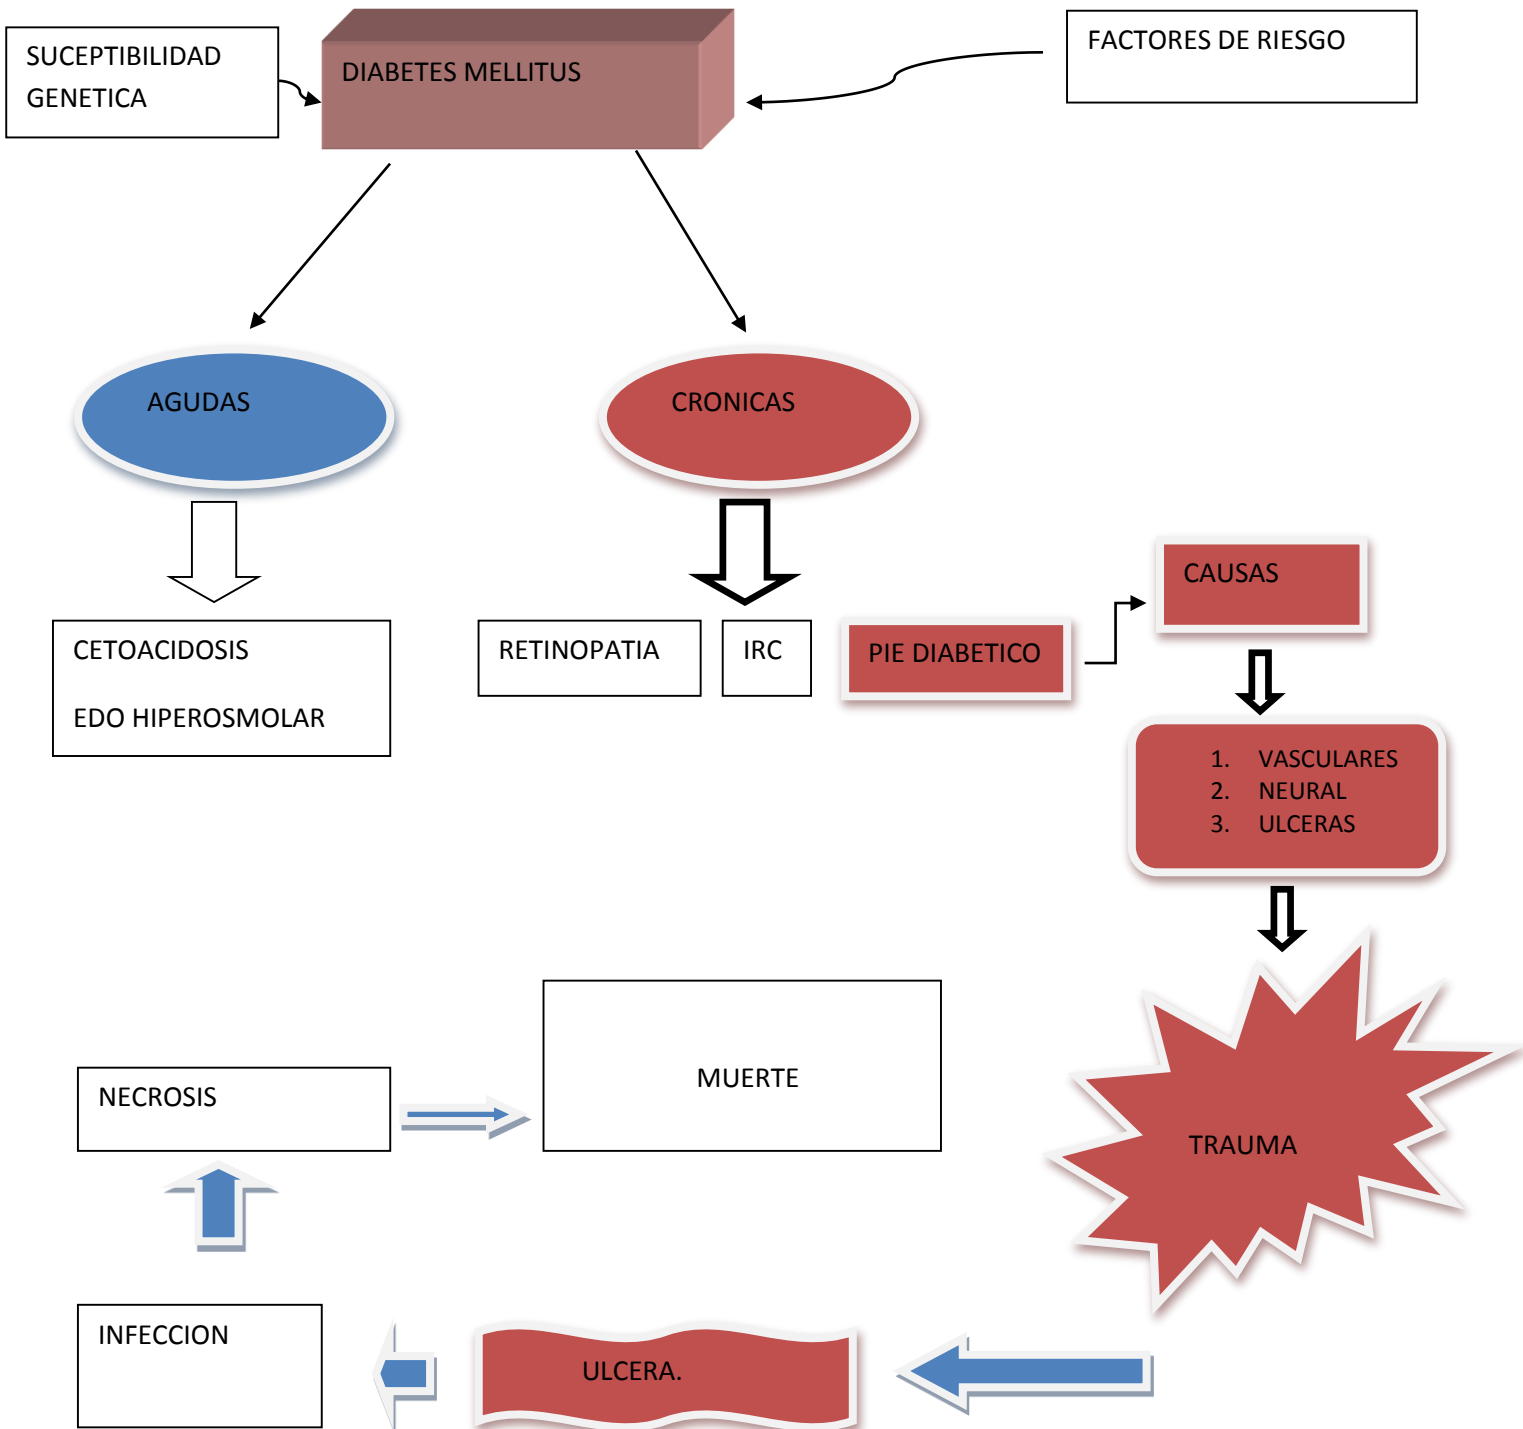 SUCEPTIBILIDAD
GENETICA
DIABETES MELLITUS
FACTORES DE RIESGO
AGUDAS
CRONICAS
CETOACIDOSIS
EDO HIPEROSMOLAR
RETINOPATIA
IRC
PIE DIABETICO
CAUSAS
1. VASCULARES
2. NEURAL
3. ULCERAS
TRAUMA
ULCERA.
INFECCION
NECROSIS
MUERTE